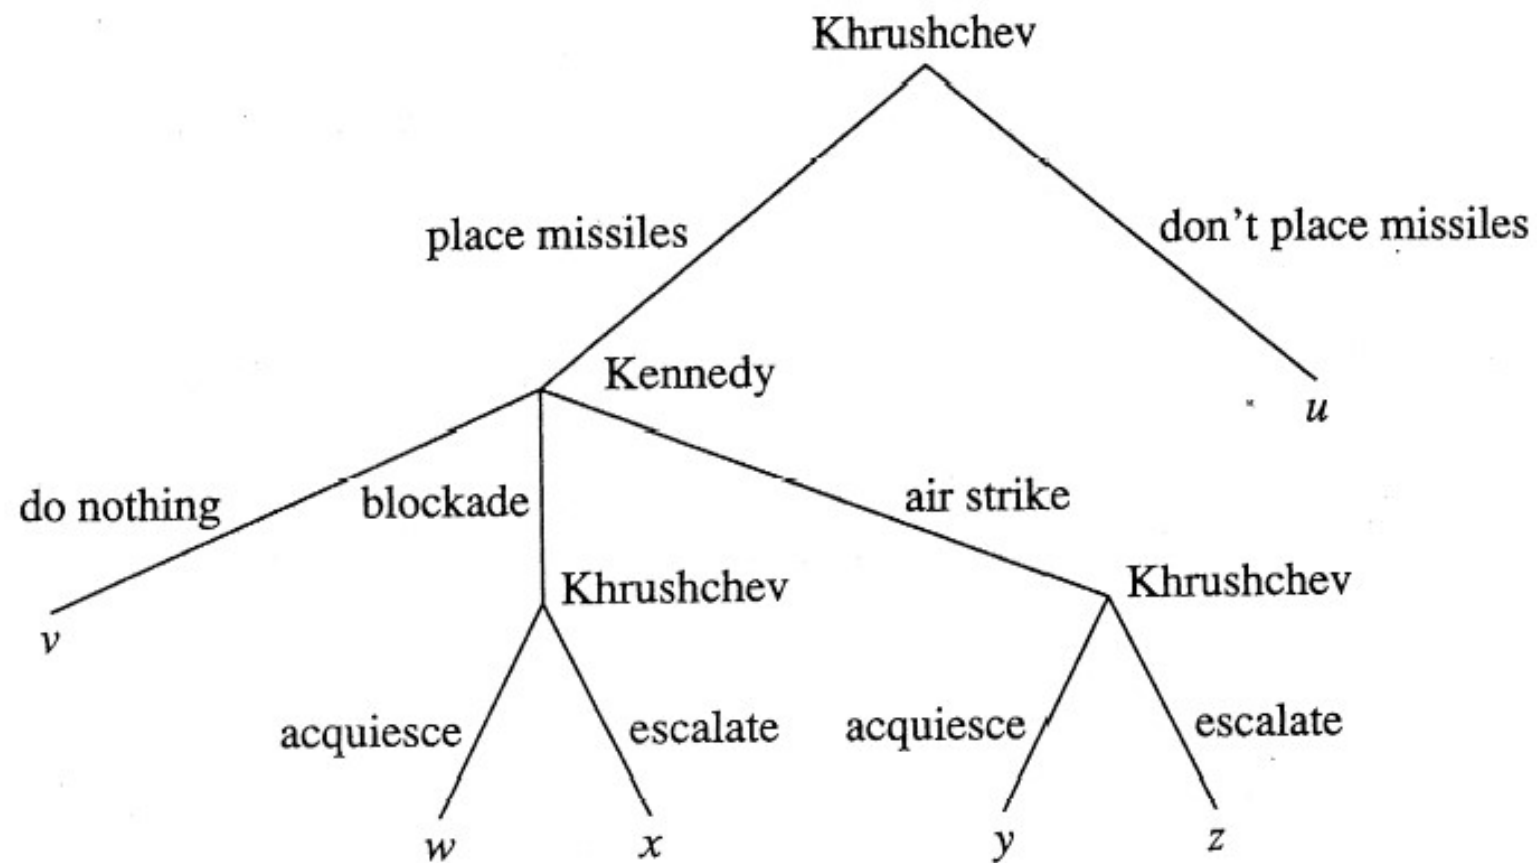 Khrushchev
place missiles
don't place missiles
Kennedy
u
do nothing
blockade
air strike
Khrushchev
Khrushchev
v
acquiesce
escalate
acquiesce
escalate
w
x
y
z